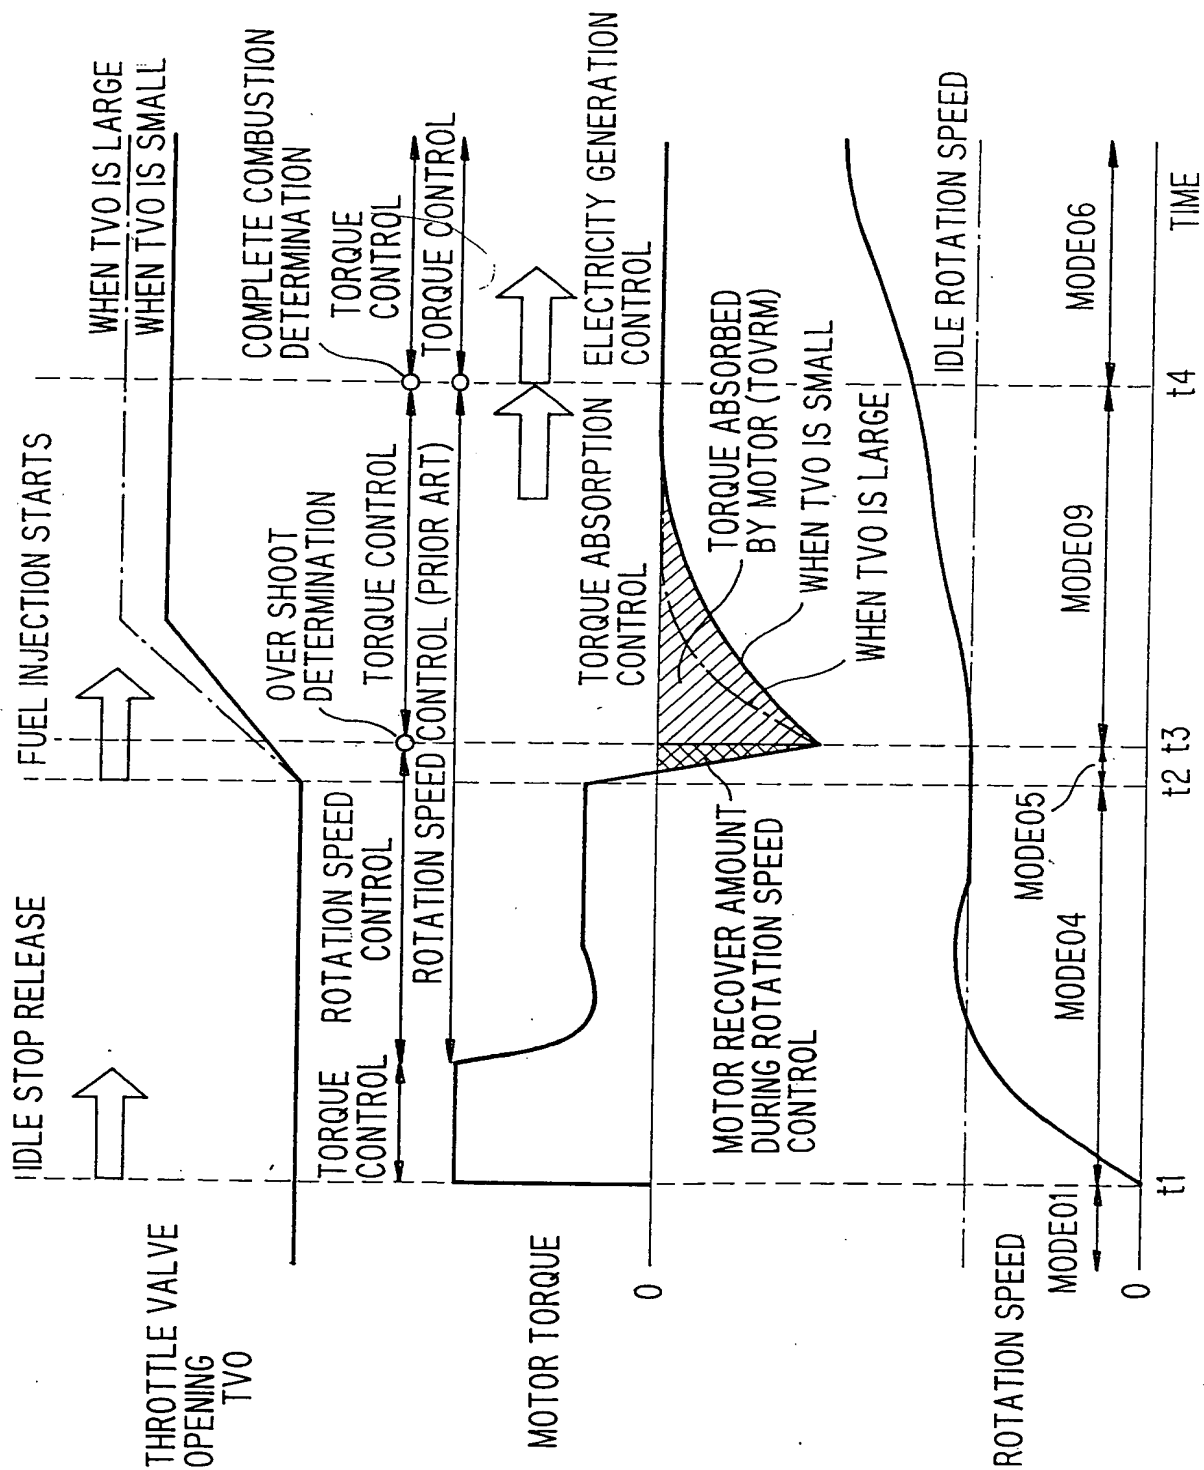 IDLE STOP RELEASE
FUEL INJECTION STARTS
THROTTLE VALVE
OPENING
TVO
WHEN TVO IS LARGE
WHEN TVO IS SMALL
COMPLETE COMBUSTION
DETERMINATION
OVER SHOOT
DETERMINATION
TORQUE
CONTROL
ROTATION SPEED
CONTROL
TORQUE CONTROL
TORQUE
CONTROL
ROTATION SPEED CONTROL (PRIOR ART)
TORQUE CONTROL
MOTOR TORQUE
TORQUE ABSORPTION
CONTROL
ELECTRICITY GENERATION
CONTROL
0
TORQUE ABSORBED
BY MOTOR (TOVRM)
WHEN TVO IS SMALL
WHEN TVO IS LARGE
MOTOR RECOVER AMOUNT
DURING ROTATION SPEED
CONTROL
IDLE ROTATION SPEED
ROTATION SPEED
MODE01
MODE04
MODE05
MODE09
MODE06
0
t1
t2
t3
t4
TIME